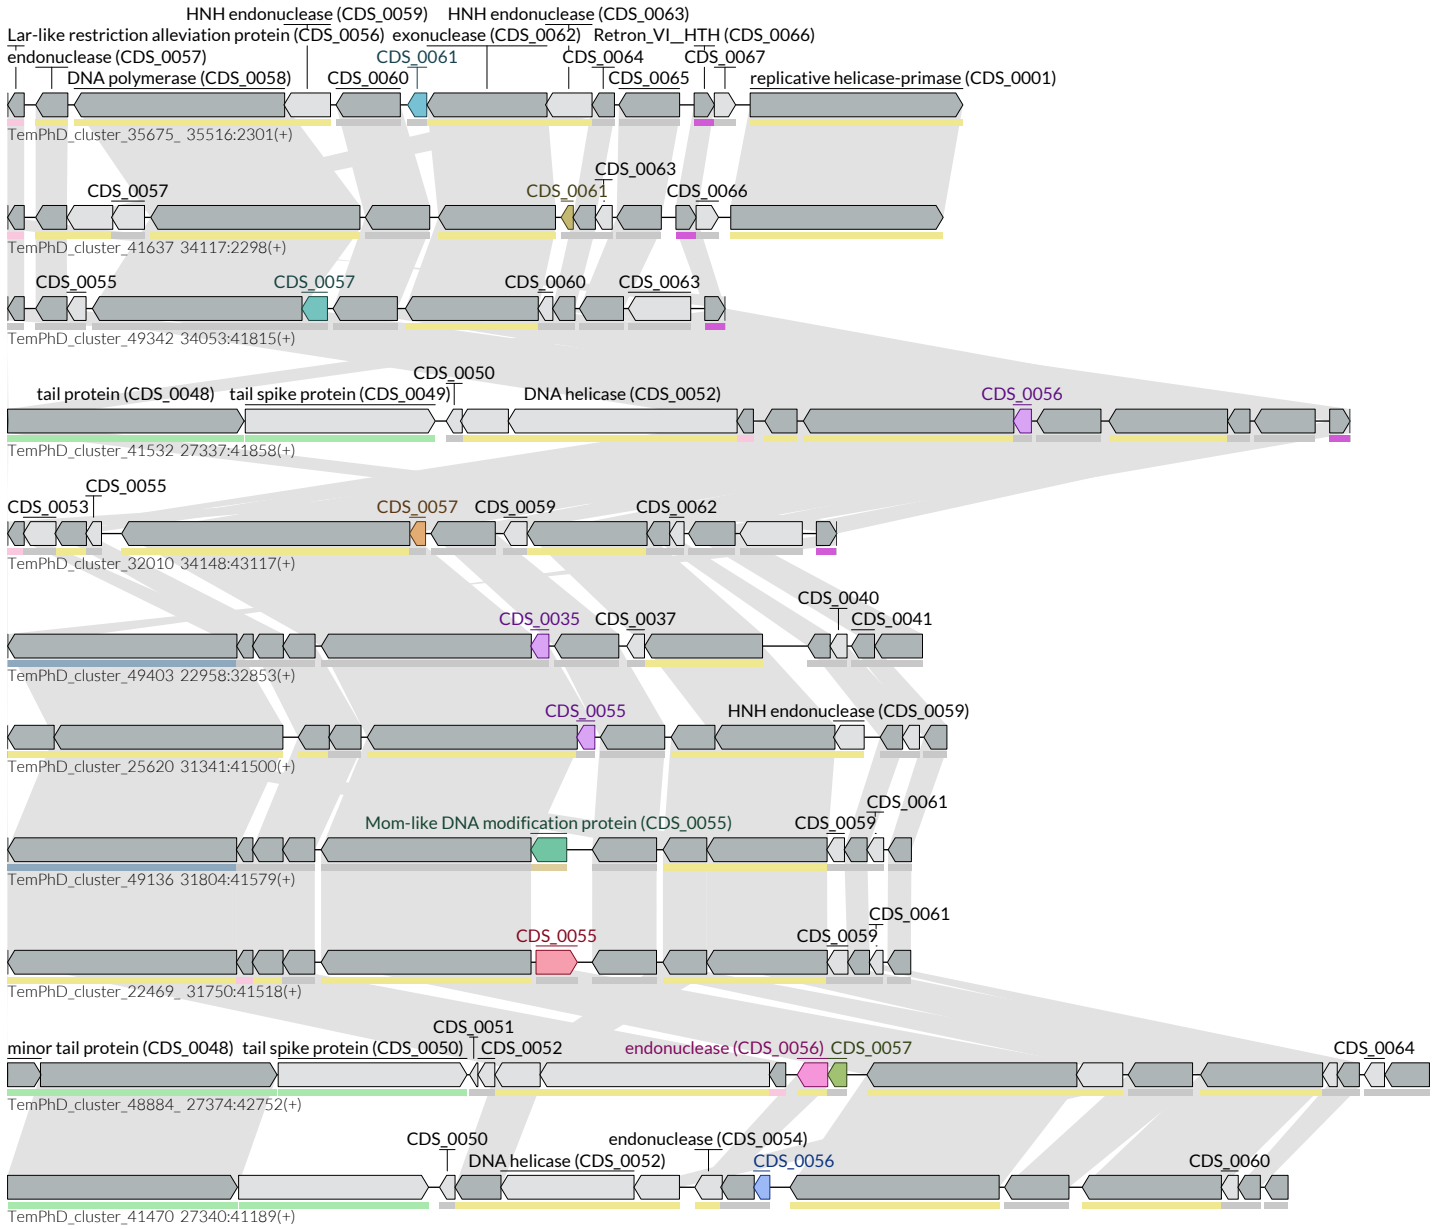 HNH endonuclease (CDS_0059) HNH endonuclease (CDS_0063)
Lar-like restriction alleviation protein (CDS_0056) exonuclease (CDS_0062) Retron_VI__HTH (CDS_0066)
endonuclease (CDS_0057) CDS_0061 CDS_0064 CDS_0067
DNA polymerase (CDS_0058) CDS_0060 CDS_0065 replicative helicase-primase (CDS_0001)
TemPhD_cluster_35675_ 35516:2301(+)
CDS_0063
CDS_0057 CDS_0061 CDS_0066
TemPhD_cluster_41637 34117:2298(+)
CDS_0055 CDS_0057 CDS_0060 CDS_0063
TemPhD_cluster_49342 34053:41815(+)
CDS_0050
tail protein (CDS_0048) tail spike protein (CDS_0049) DNA helicase (CDS_0052) CDS_0056
TemPhD_cluster_41532 27337:41858(+)
CDS_0055
CDS_0053 CDS_0057 CDS_0059 CDS_0062
TemPhD_cluster_32010 34148:43117(+)
CDS_0040
CDS_0035 CDS_0037 CDS_0041
TemPhD_cluster_49403 22958:32853(+)
CDS_0055 HNH endonuclease (CDS_0059)
TemPhD_cluster_25620 31341:41500(+)
CDS_0061
Mom-like DNA modification protein (CDS_0055) CDS_0059
TemPhD_cluster_49136 31804:41579(+)
CDS_0061
CDS_0055 CDS_0059
TemPhD_cluster_22469_ 31750:41518(+)
CDS_0051
minor tail protein (CDS_0048) tail spike protein (CDS_0050) CDS_0052 endonuclease (CDS_0056) CDS_0057 CDS_0064
TemPhD_cluster_48884_ 27374:42752(+)
CDS_0050 endonuclease (CDS_0054)
DNA helicase (CDS_0052) CDS_0056 CDS_0060
TemPhD_cluster_41470 27340:41189(+)